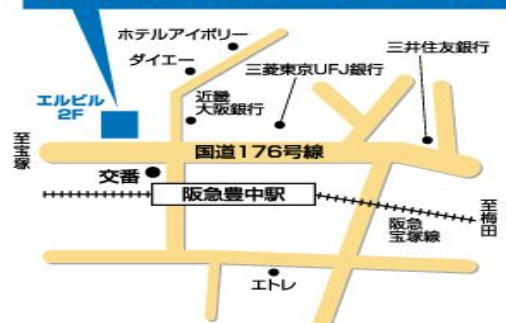 ホテルアイボリー
ダイエー
三井住友銀行
三菱東京UFJ銀行
近畿
大阪銀行
エルビル
2F
至宝塚
国道176号線
交番
阪急豊中駅
至梅田
阪急
宝塚線
エトレ